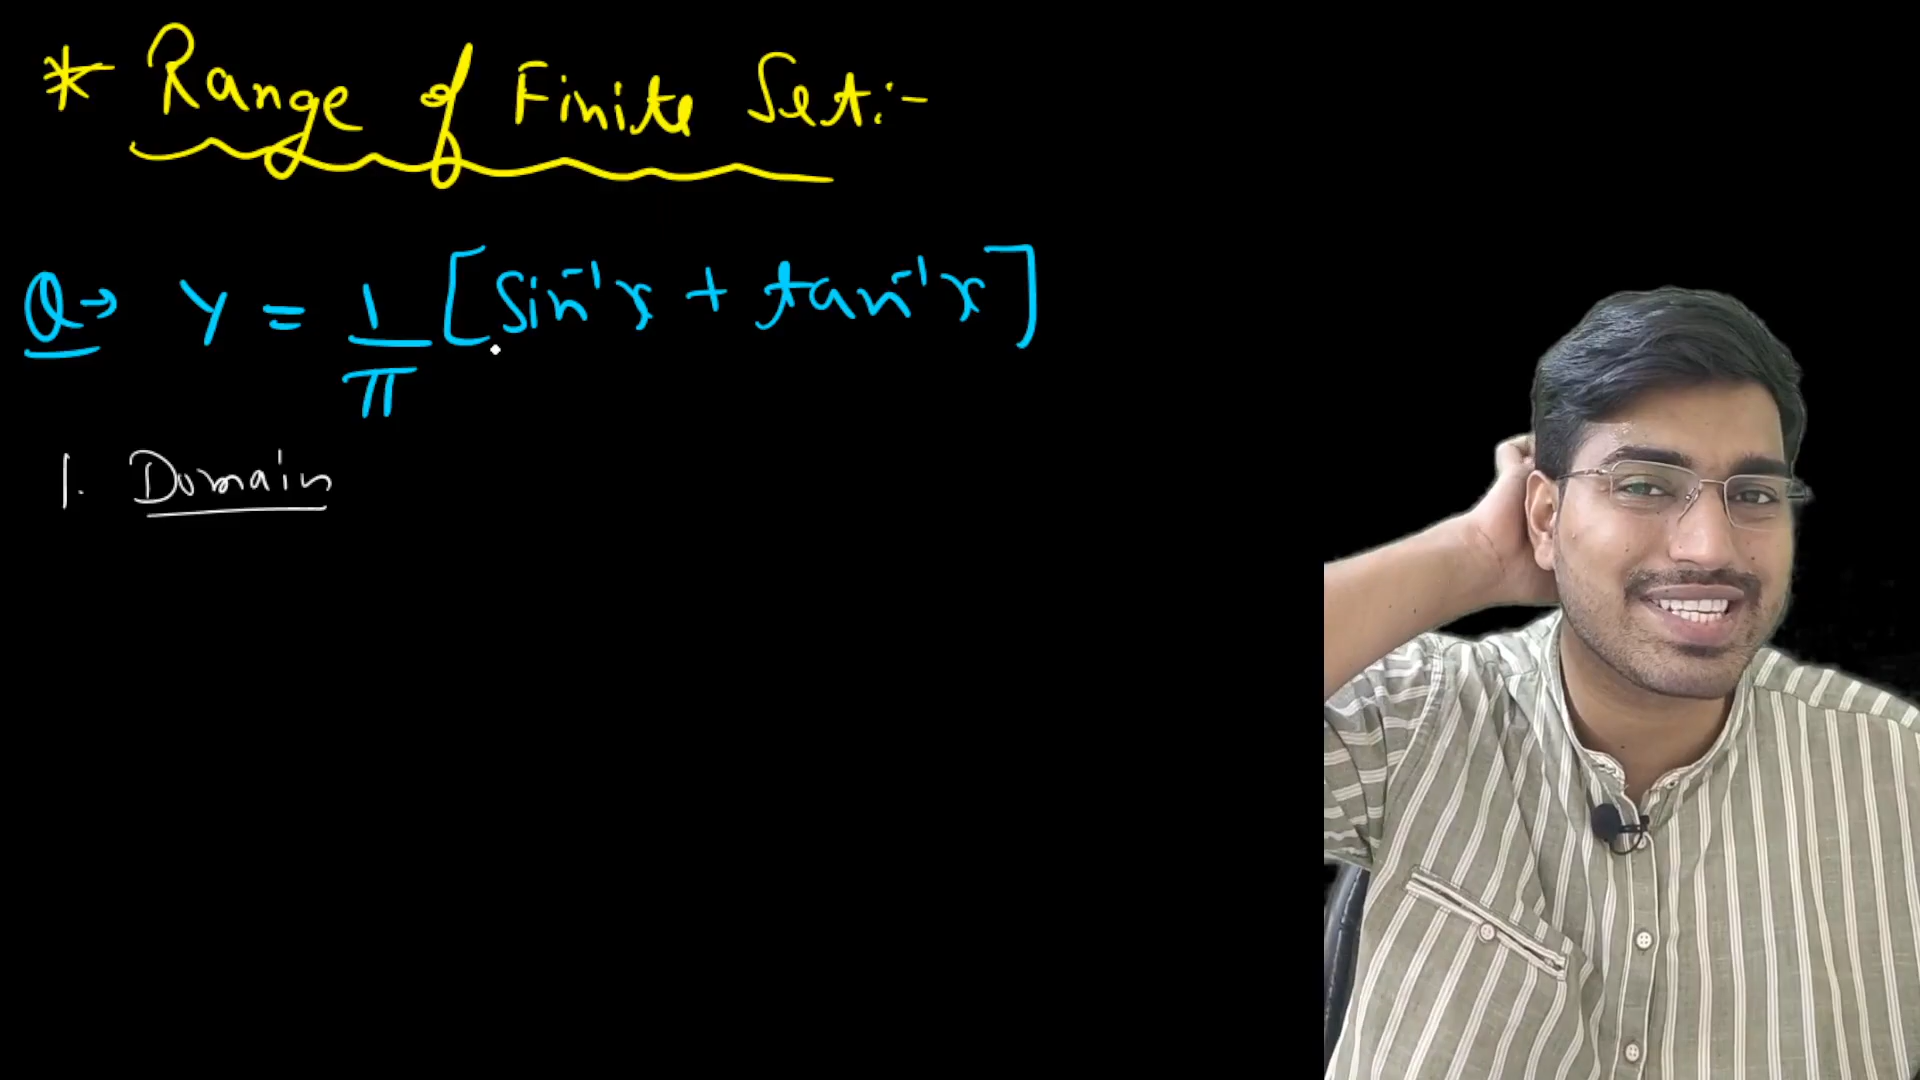 * Range of Finite Set:-
Q→ Y = 1/π [sin⁻¹x + tan⁻¹x]
1. Domain